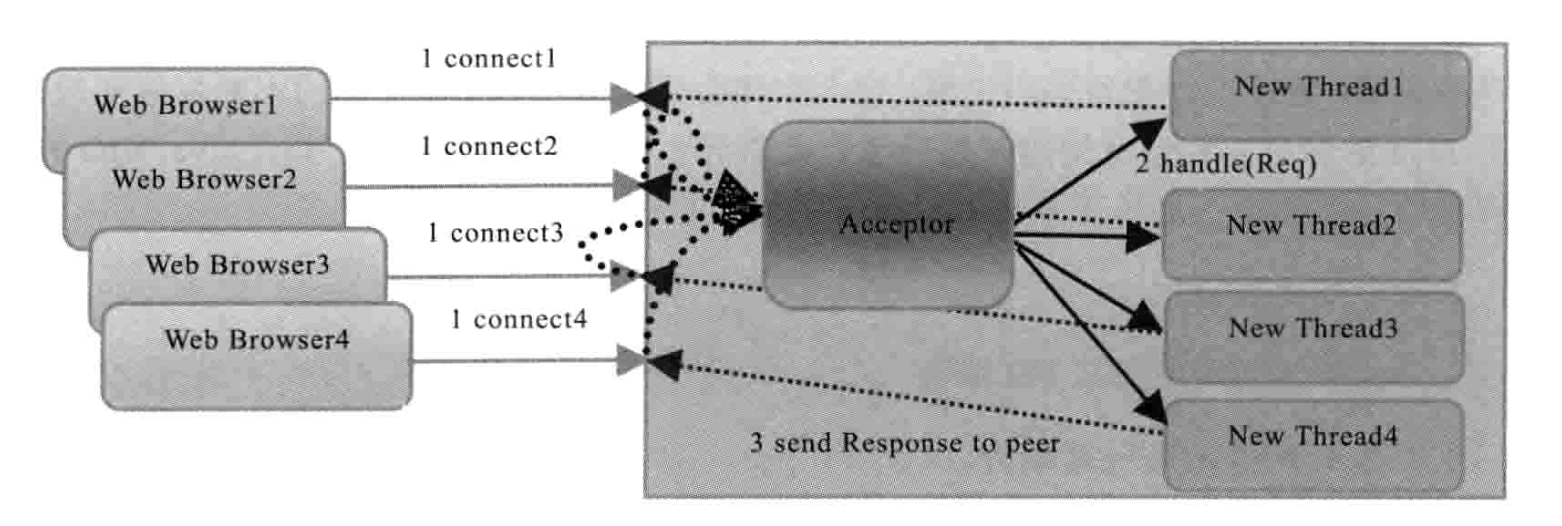 1 connect1
Web Browser1
New Thread1
1 connect2
2 handle(Req)
Web Browser2
1 connect3
Acceptor
New Thread2
Web Browser3
1 connect4
New Thread3
Web Browser4
3 send Response to peer
New Thread4